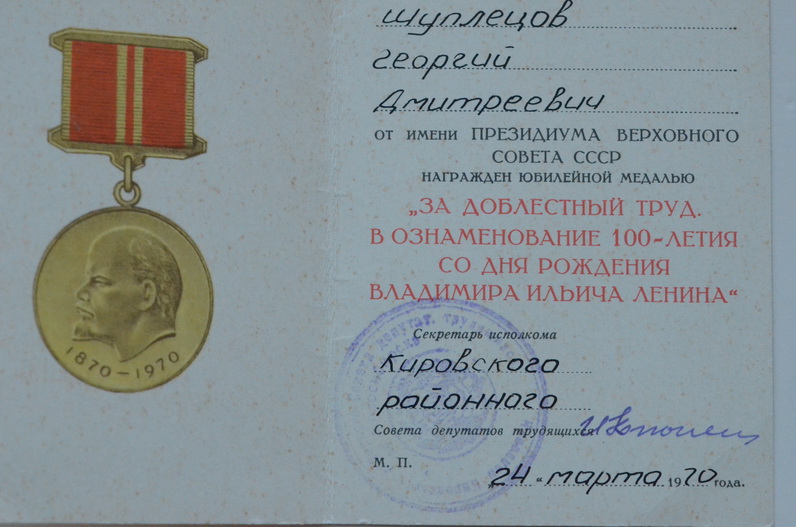 1870-1970
Шуплецов
Георгий
Дмитреевич
ОТ ИМЕНИ ПРЕЗИДИУМА ВЕРХОВНОГО
СОВЕТА СССР
НАГРАЖДЕН ЮБИЛЕЙНОЙ МЕДАЛЬЮ
„ЗА ДОБЛЕСТНЫЙ ТРУД.
В ОЗНАМЕНОВАНИЕ 100-ЛЕТИЯ
СО ДНЯ РОЖДЕНИЯ
ВЛАДИМИРА ИЛЬИЧА ЛЕНИНА“
Секретарь исполкома
Кировского
районного
Совета депутатов трудящихся
М. П.
„24“ марта 1970 года.